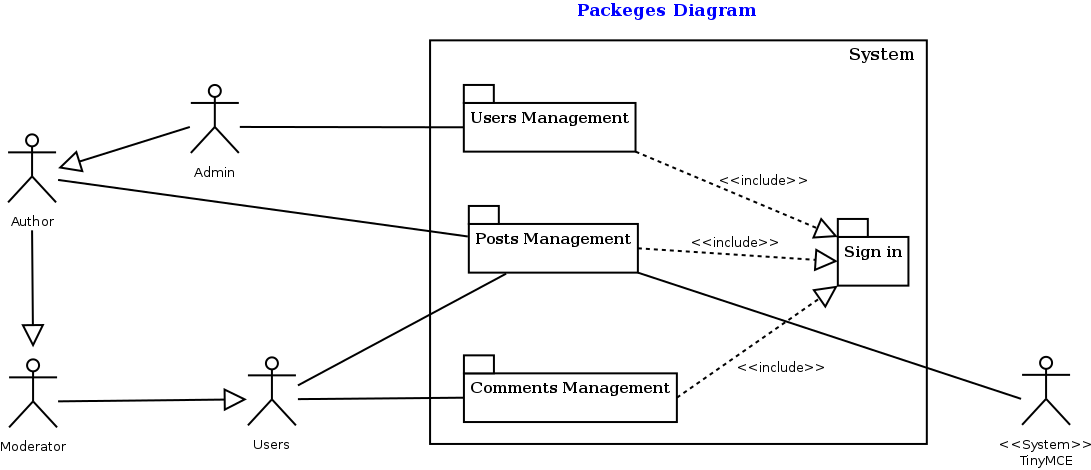 Packeges Diagram
System
Users Management
Admin
<<include>>
Author
Posts Management
<<include>>
Sign in
<<include>>
Comments Management
Moderator
Users
<<System>>
TinyMCE